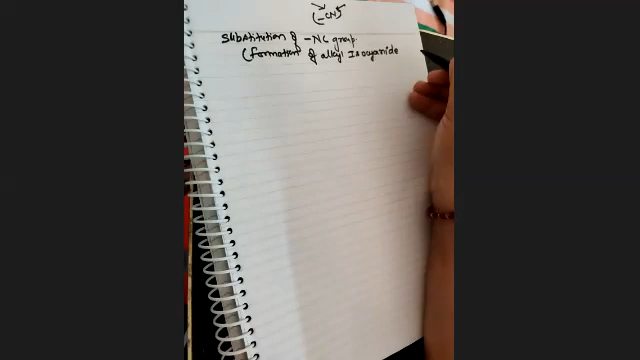 (-CN)
Substitution of -NC group.
(formation of alkyl Isocyanide